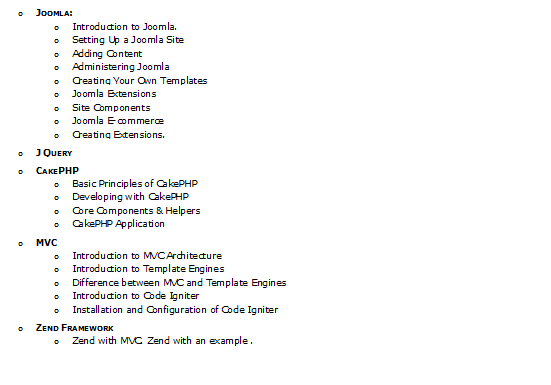 o JOOMLA:
o Introduction to Joomla.
o Setting Up a Joomla Site
o Adding Content
o Administering Joomla
o Creating Your Own Templates
o Joomla Extensions
o Site Components
o Joomla E-commerce
o Creating Extensions.
o J QUERY
o CAKEPHP
o Basic Principles of CakePHP
o Developing with CakePHP
o Core Components & Helpers
o CakePHP Application
o MVC
o Introduction to MVC Architecture
o Introduction to Template Engines
o Difference between MVC and Template Engines
o Introduction to Code Igniter
o Installation and Configuration of Code Igniter
o ZEND FRAMEWORK
o Zend with MVC. Zend with an example .